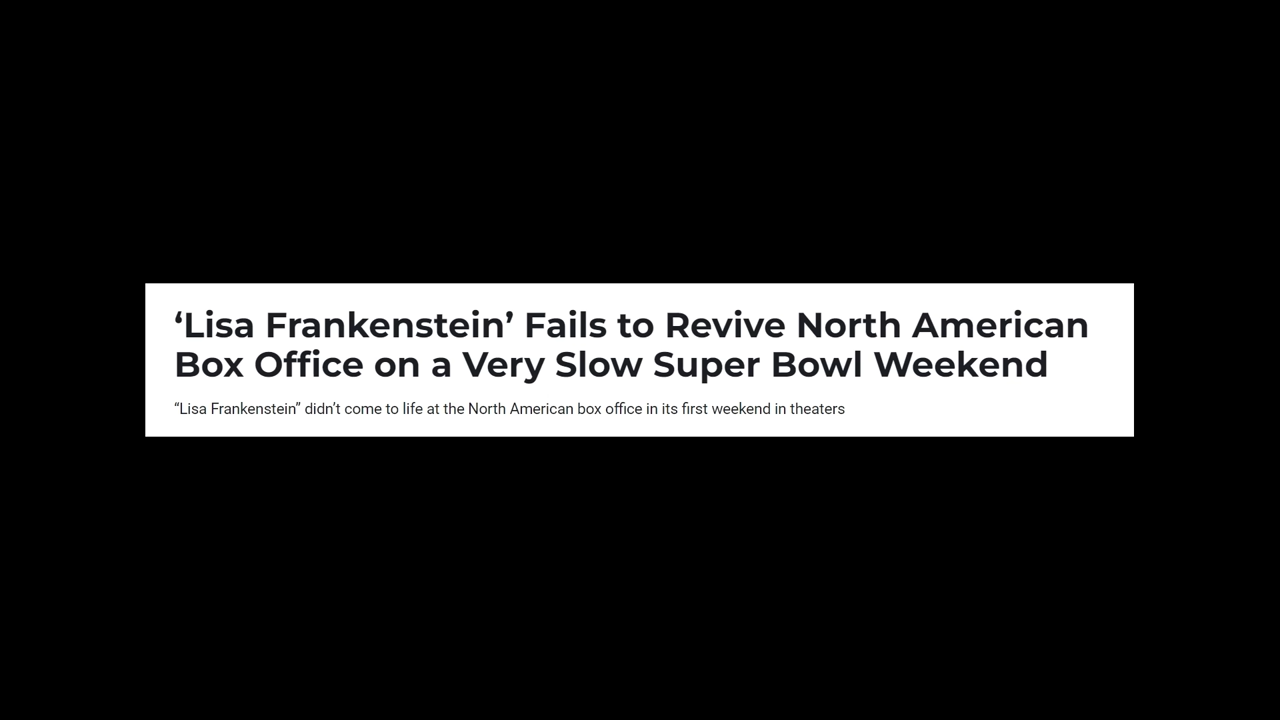 ‘Lisa Frankenstein’ Fails to Revive North American
Box Office on a Very Slow Super Bowl Weekend
“Lisa Frankenstein” didn’t come to life at the North American box office in its first weekend in theaters